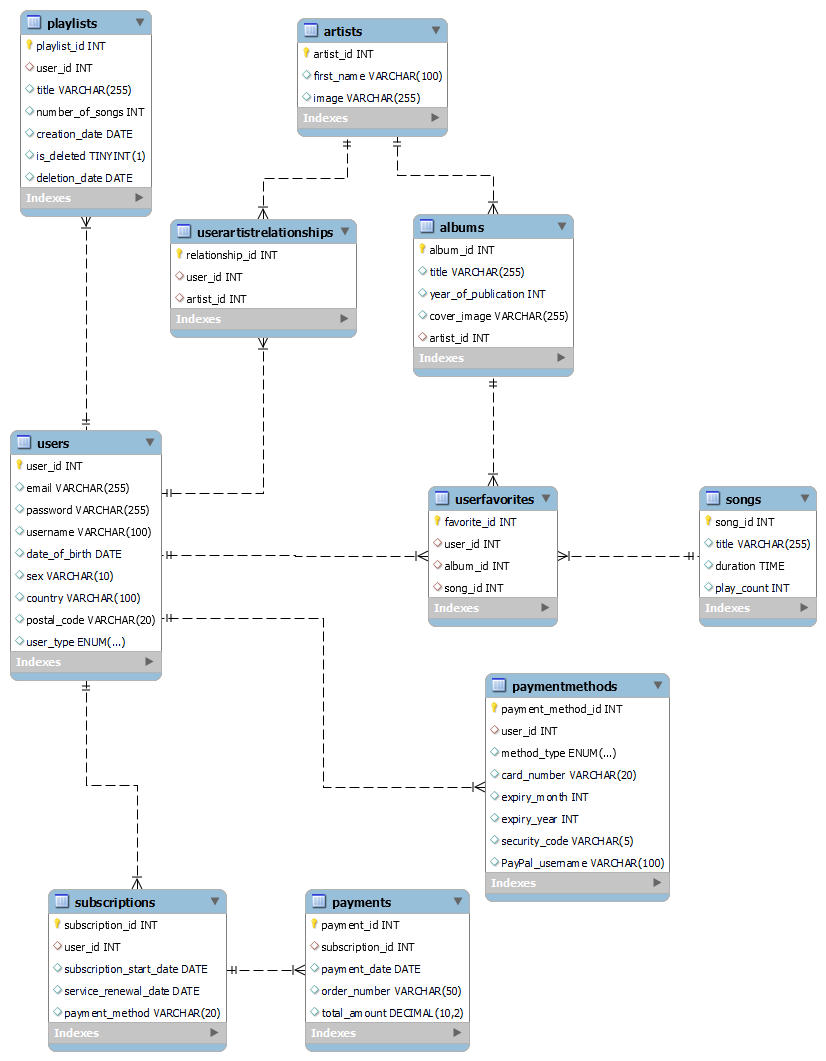 playlists
playlist_id INT
user_id INT
title VARCHAR(255)
number_of_songs INT
creation_date DATE
is_deleted TINYINT(1)
deletion_date DATE
Indexes
artists
artist_id INT
first_name VARCHAR(100)
image VARCHAR(255)
Indexes
userartistrelationships
relationship_id INT
user_id INT
artist_id INT
Indexes
albums
album_id INT
title VARCHAR(255)
year_of_publication INT
cover_image VARCHAR(255)
artist_id INT
Indexes
users
user_id INT
email VARCHAR(255)
password VARCHAR(255)
username VARCHAR(100)
date_of_birth DATE
sex VARCHAR(10)
country VARCHAR(100)
postal_code VARCHAR(20)
user_type ENUM(...)
Indexes
userfavorites
favorite_id INT
user_id INT
album_id INT
song_id INT
Indexes
songs
song_id INT
title VARCHAR(255)
duration TIME
play_count INT
Indexes
paymentmethods
payment_method_id INT
user_id INT
method_type ENUM(...)
card_number VARCHAR(20)
expiry_month INT
expiry_year INT
security_code VARCHAR(5)
PayPal_username VARCHAR(100)
Indexes
subscriptions
subscription_id INT
user_id INT
subscription_start_date DATE
service_renewal_date DATE
payment_method VARCHAR(20)
Indexes
payments
payment_id INT
subscription_id INT
payment_date DATE
order_number VARCHAR(50)
total_amount DECIMAL(10,2)
Indexes